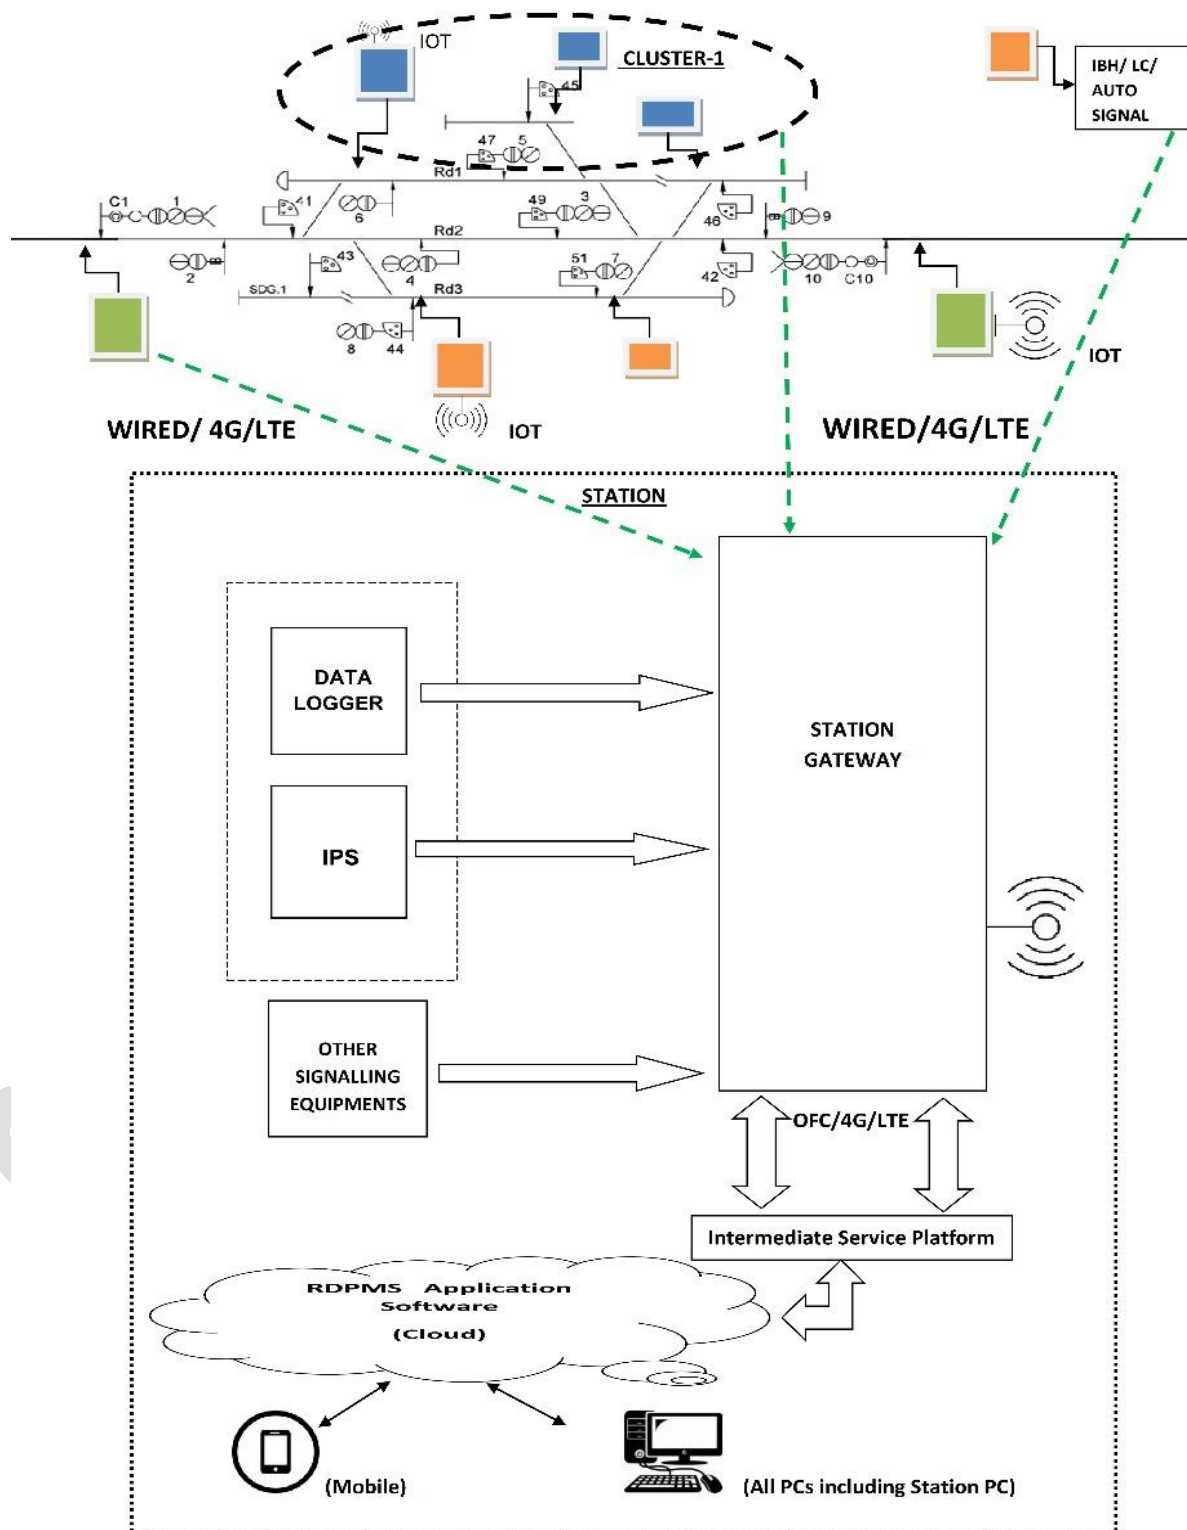 IOT
CLUSTER-1
IBH/ LC/
AUTO
SIGNAL
45
47
5
Rd1
C1
1
41
6
49
3
46
9
Rd2
2
43
4
51
7
42
10
C10
SDG.1
Rd3
8
44
IOT
IOT
WIRED/ 4G/LTE
WIRED/4G/LTE
STATION
DATA
LOGGER
STATION
GATEWAY
IPS
OTHER
SIGNALLING
EQUIPMENTS
OFC/4G/LTE
Intermediate Service Platform
RDPMS Application
Software
(Cloud)
(Mobile)
(All PCs including Station PC)